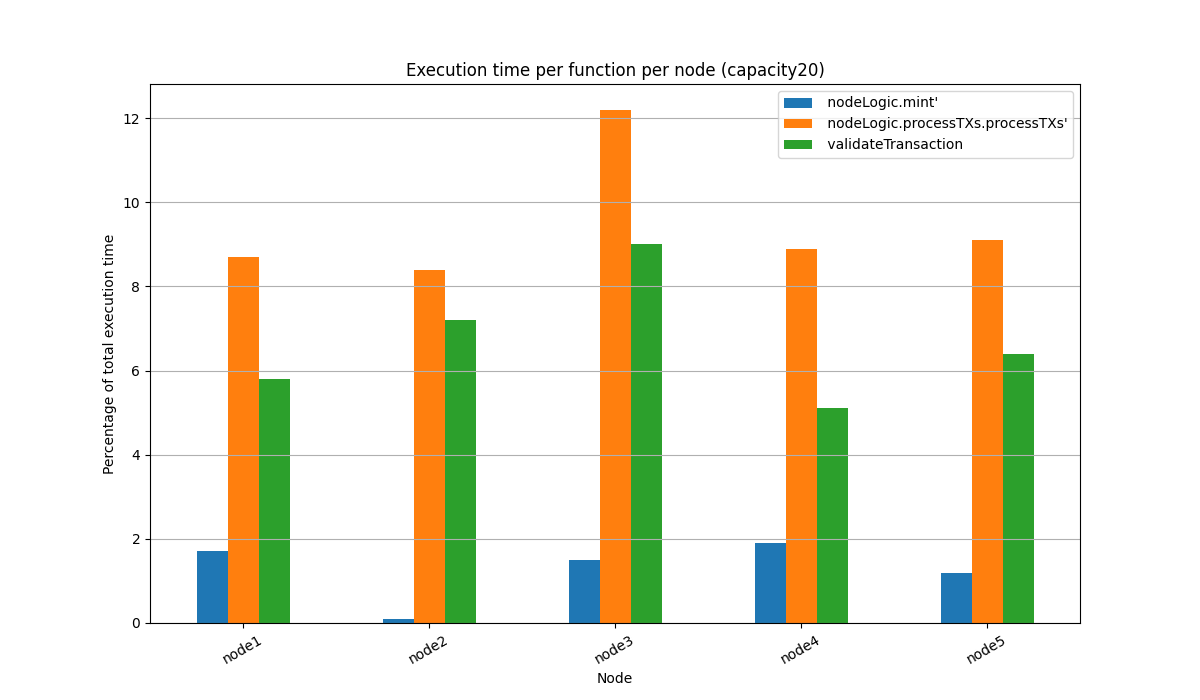 Execution time per function per node (capacity20)
nodeLogic.mint'
nodeLogic.processTXs.processTXs'
validateTransaction
Percentage of total execution time
12
10
8
6
4
2
0
node1
node2
node3
node4
node5
Node